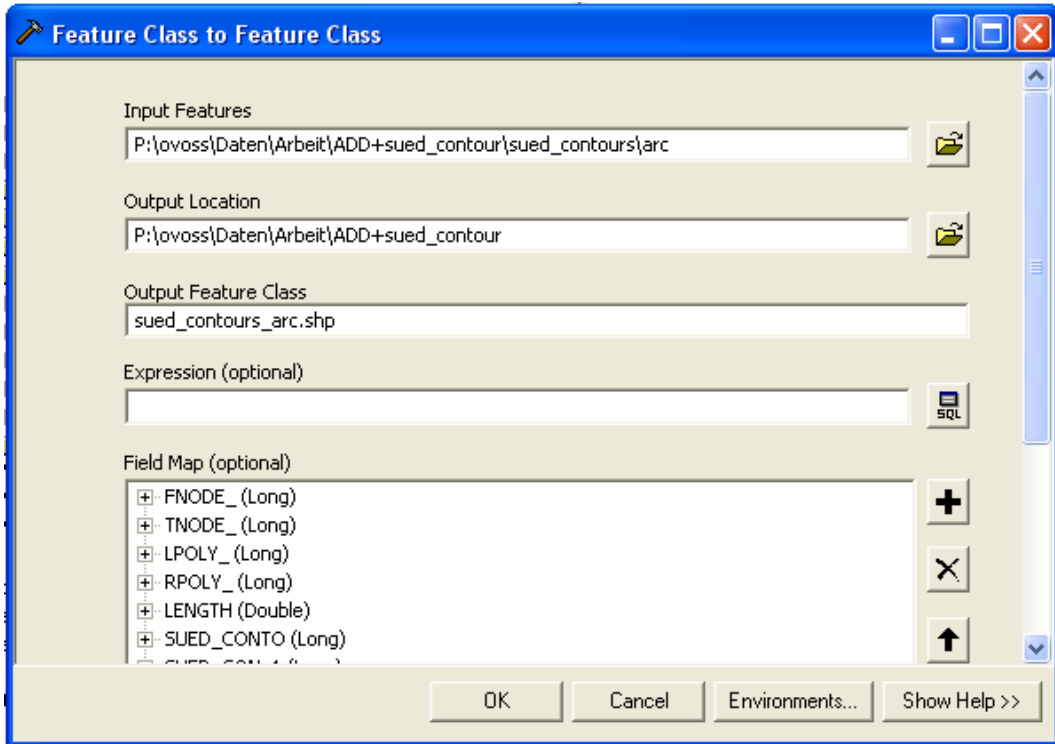 Feature Class to Feature Class
Input Features
P:\ovoss\Daten\Arbeit\ADD+sued_contour\sued_contours\arc
Output Location
P:\ovoss\Daten\Arbeit\ADD+sued_contour
Output Feature Class
sued_contours_arc.shp
Expression (optional)
SQL
Field Map (optional)
FNODE_ (Long)
TNODE_ (Long)
LPOLY_ (Long)
RPOLY_ (Long)
LENGTH (Double)
SUED_CONTO (Long)
OK
Cancel
Environments...
Show Help >>